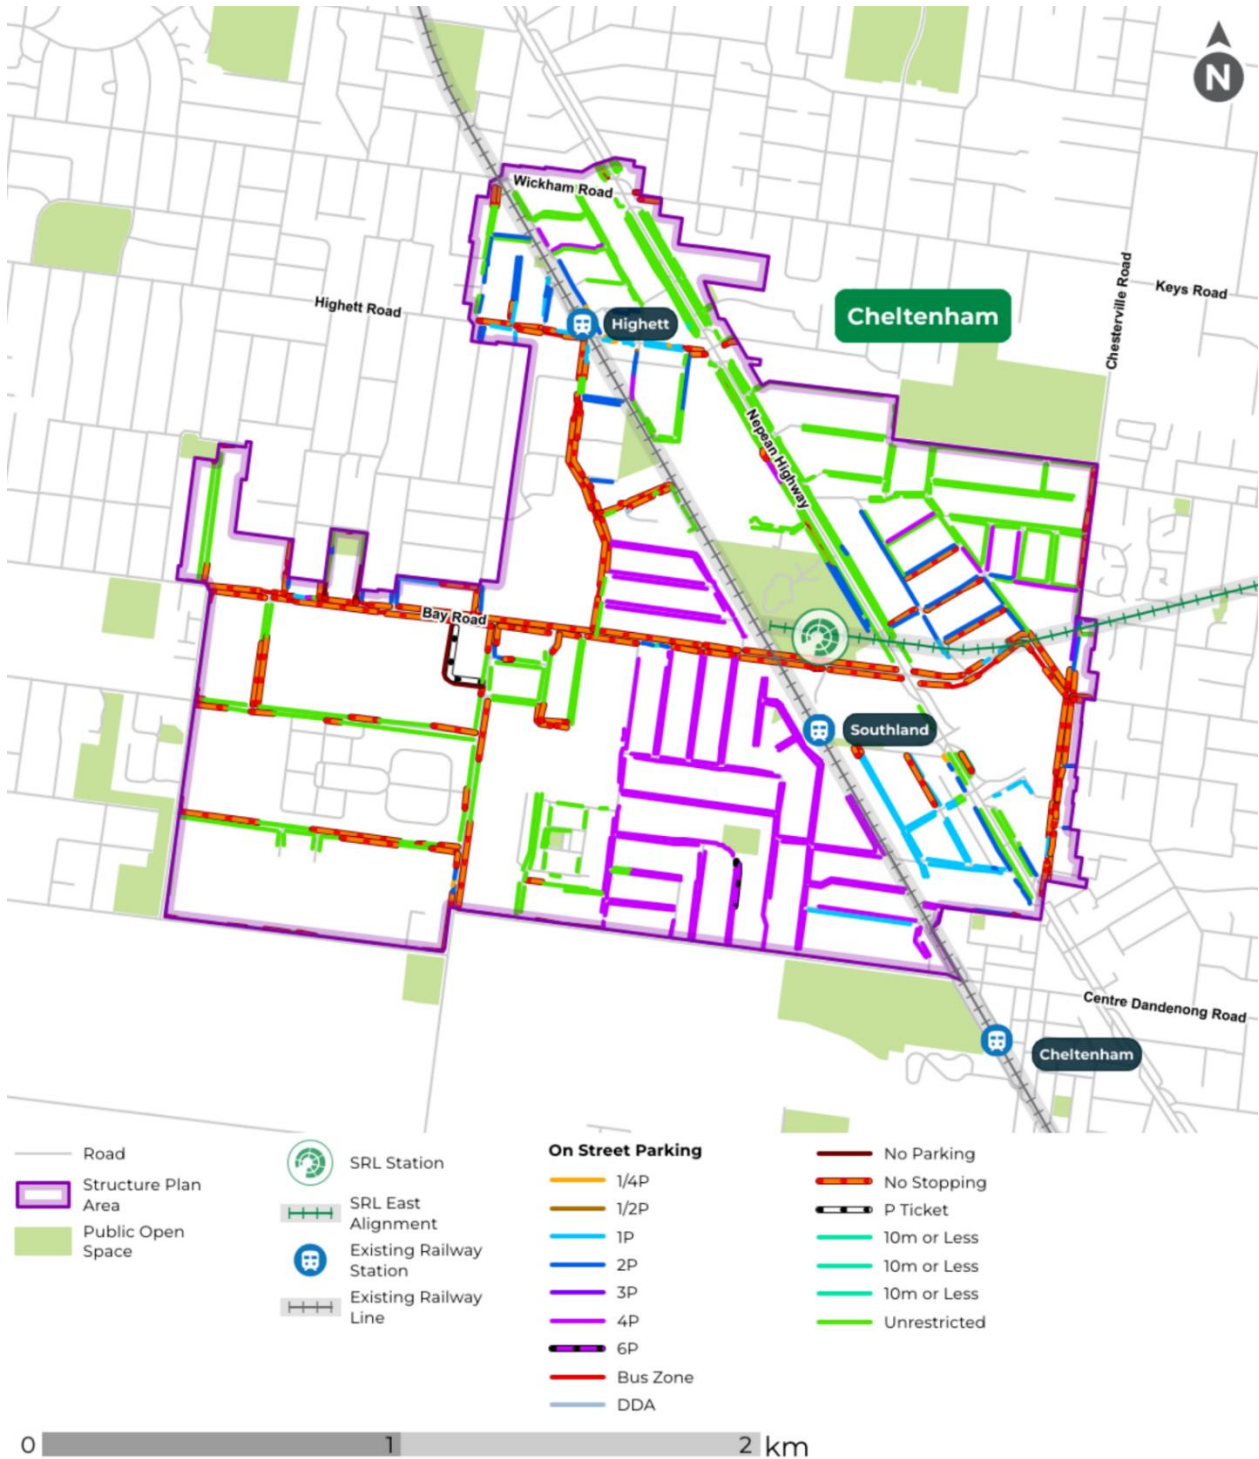 N
Wickham Road
Chesterville Road
Keys Road
Highett Road
Highett
Cheltenham
Nepean Highway
Bay Road
Southland
Centre Dandenong Road
Cheltenham
Road
Structure Plan
Area
Public Open
Space
SRL Station
SRL East
Alignment
Existing Railway
Station
Existing Railway
Line
On Street Parking
1/4P
1/2P
1P
2P
3P
4P
6P
Bus Zone
DDA
No Parking
No Stopping
P Ticket
10m or Less
10m or Less
10m or Less
Unrestricted
0 1 2 km